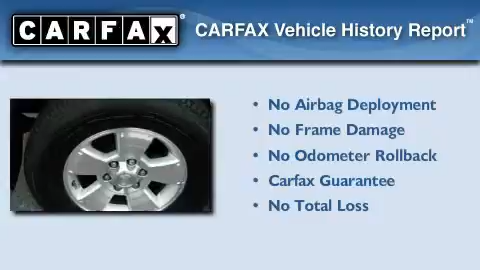 CARFAX® CARFAX Vehicle History Report™
• No Airbag Deployment
• No Frame Damage
• No Odometer Rollback
• Carfax Guarantee
• No Total Loss